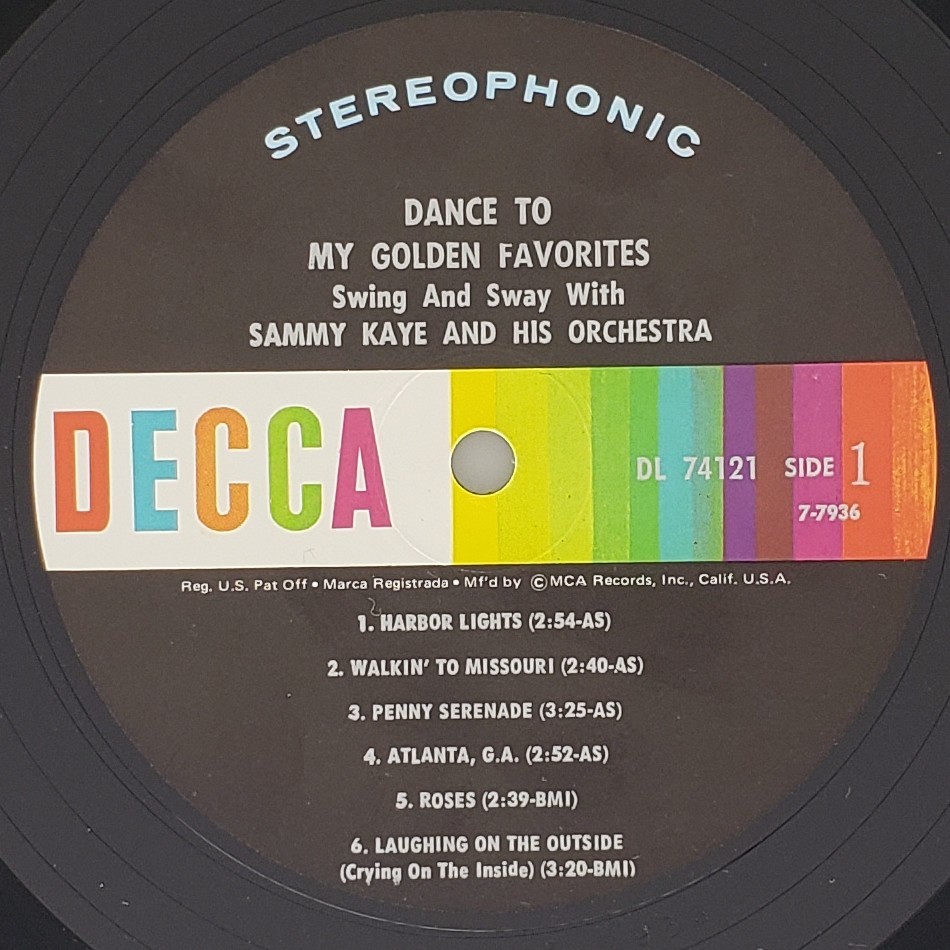 STEREOPHONIC
DANCE TO
MY GOLDEN FAVORITES
Swing And Sway With
SAMMY KAYE AND HIS ORCHESTRA
DECCA
DL 74121 SIDE 1
7-7936
Reg. U.S. Pat Off • Marca Registrada • Mf'd by ©MCA Records, Inc., Calif. U.S.A.
1. HARBOR LIGHTS (2:54-AS)
2. WALKIN' TO MISSOURI (2:40-AS)
3. PENNY SERENADE (3:25-AS)
4. ATLANTA, G.A. (2:52-AS)
5. ROSES (2:39-BMI)
6. LAUGHING ON THE OUTSIDE
(Crying On The Inside) (3:20-BMI)